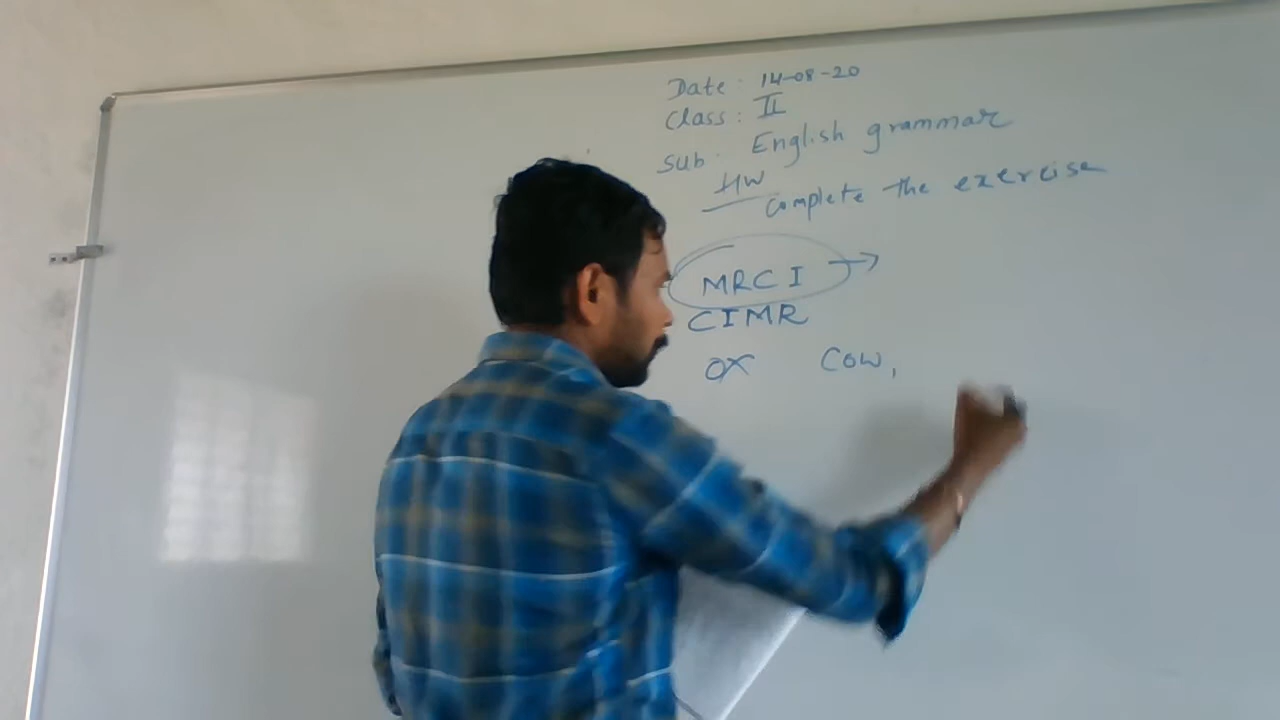 Date: 14-08-20
Class: II
Sub: English grammar
HW
Complete the exercise
MRCI →
CIMR
OX Cow,